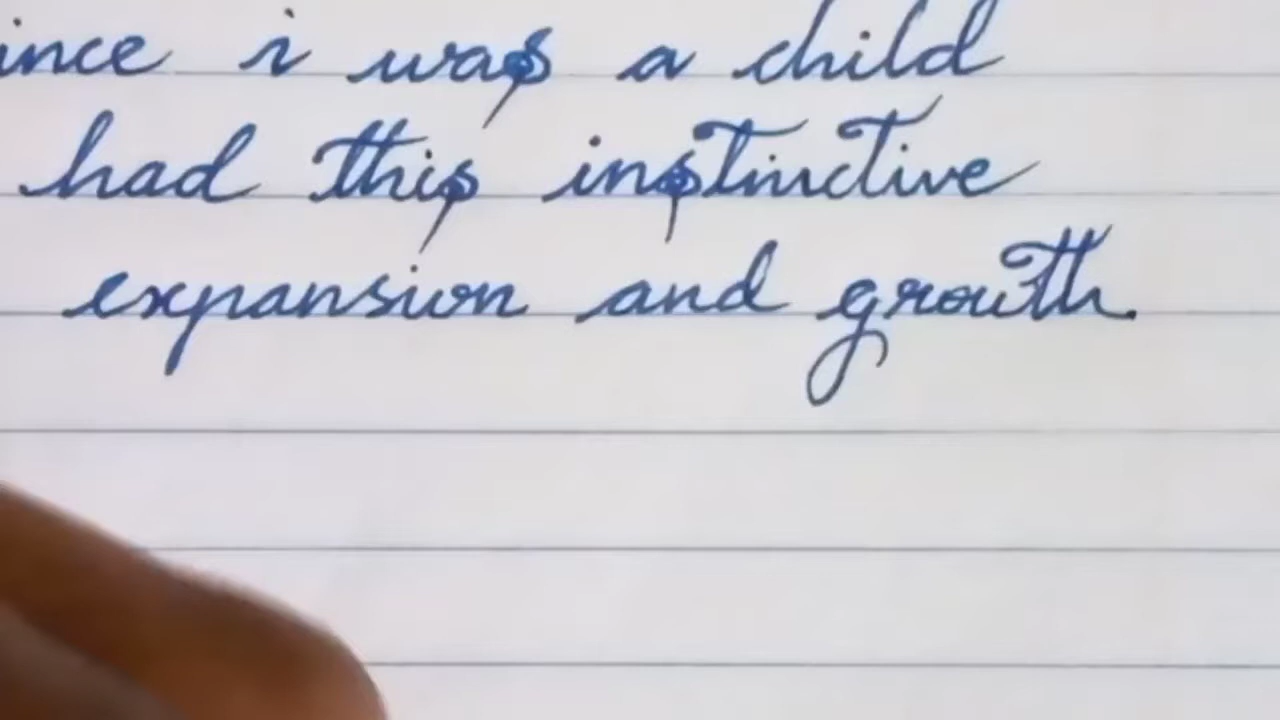 ince i was a child
had this instinctive
expansion and growth.